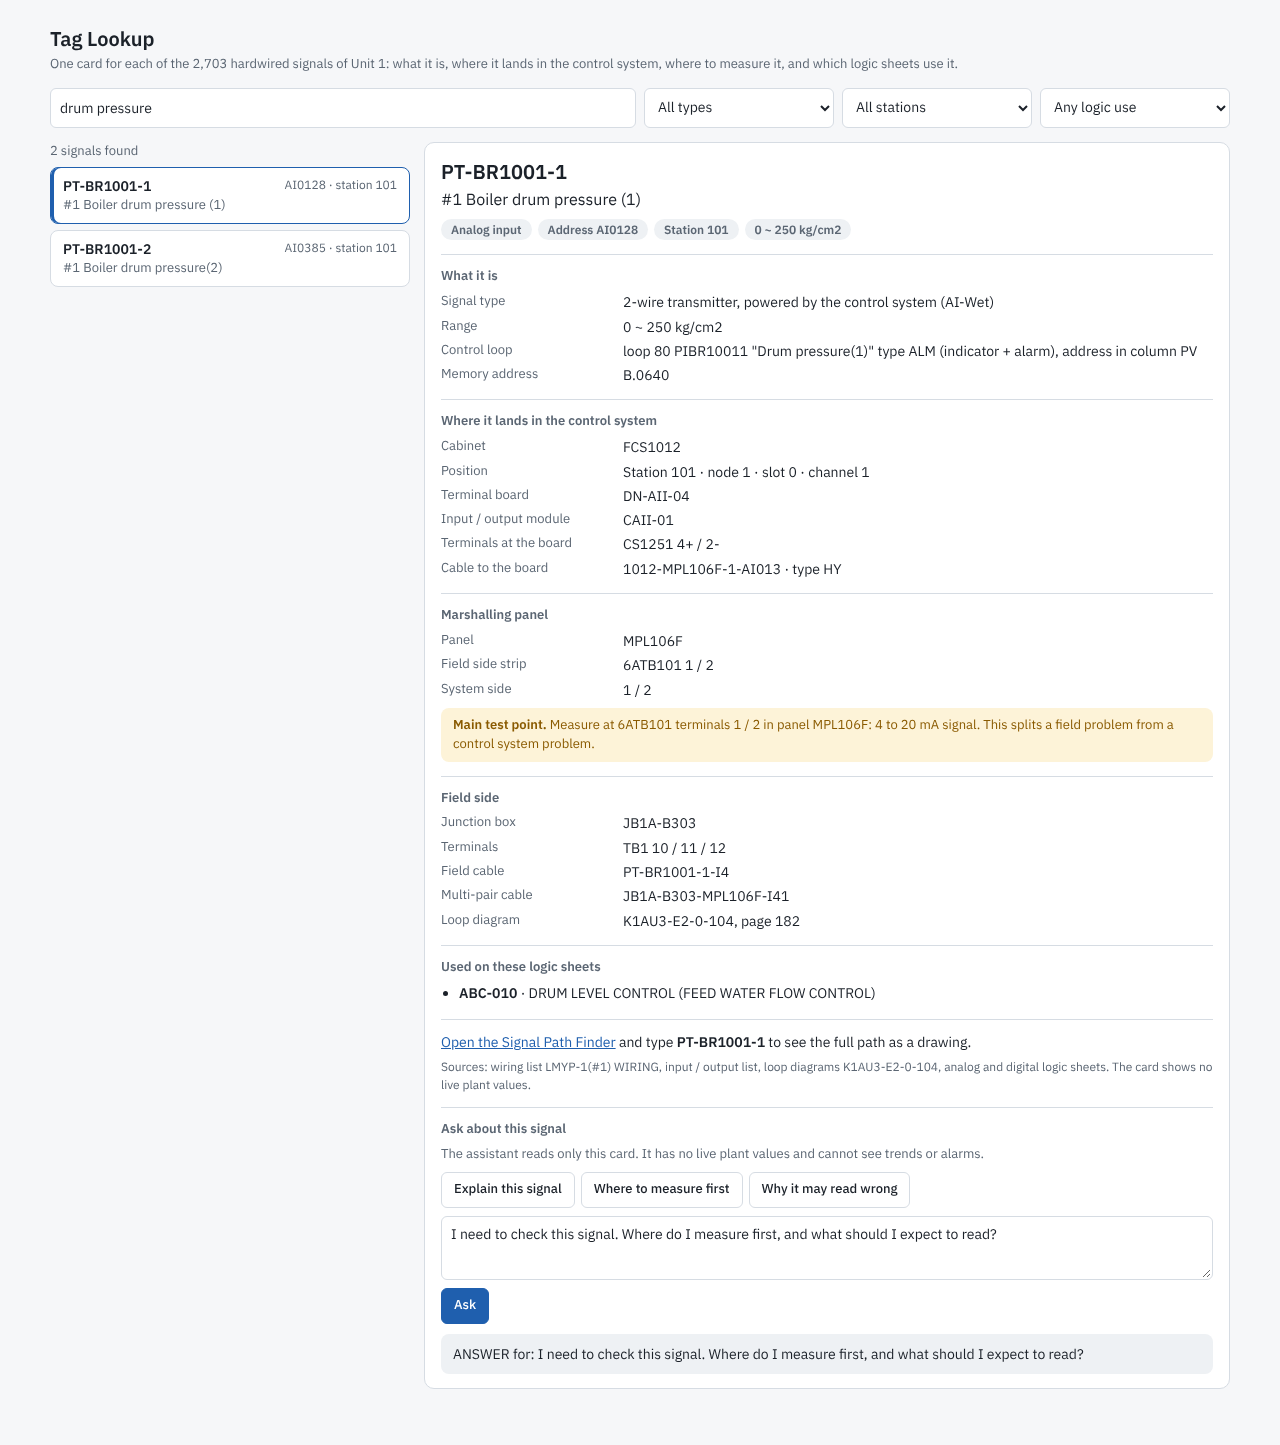 Tag Lookup
One card for each of the 2,703 hardwired signals of Unit 1: what it is, where it lands in the control system, where to measure it, and which logic sheets use it.
drum pressure
All types
All stations
Any logic use
2 signals found
PT-BR1001-1
AI0128 · station 101
#1 Boiler drum pressure (1)
PT-BR1001-2
AI0385 · station 101
#1 Boiler drum pressure(2)
PT-BR1001-1
#1 Boiler drum pressure (1)
Analog input
Address AI0128
Station 101
0 ~ 250 kg/cm2
What it is
Signal type
2-wire transmitter, powered by the control system (AI-Wet)
Range
0 ~ 250 kg/cm2
Control loop
loop 80 PIBR10011 "Drum pressure(1)" type ALM (indicator + alarm), address in column PV
Memory address
B.0640
Where it lands in the control system
Cabinet
FCS1012
Position
Station 101 · node 1 · slot 0 · channel 1
Terminal board
DN-AII-04
Input / output module
CAII-01
Terminals at the board
CS1251 4+ / 2-
Cable to the board
1012-MPL106F-1-AI013 · type HY
Marshalling panel
Panel
MPL106F
Field side strip
6ATB101 1 / 2
System side
1 / 2
Main test point. Measure at 6ATB101 terminals 1 / 2 in panel MPL106F: 4 to 20 mA signal. This splits a field problem from a
control system problem.
Field side
Junction box
JB1A-B303
Terminals
TB1 10 / 11 / 12
Field cable
PT-BR1001-1-I4
Multi-pair cable
JB1A-B303-MPL106F-I41
Loop diagram
K1AU3-E2-0-104, page 182
Used on these logic sheets
• ABC-010 · DRUM LEVEL CONTROL (FEED WATER FLOW CONTROL)
Open the Signal Path Finder and type PT-BR1001-1 to see the full path as a drawing.
Sources: wiring list LMYP-1(#1) WIRING, input / output list, loop diagrams K1AU3-E2-0-104, analog and digital logic sheets. The card shows no
live plant values.
Ask about this signal
The assistant reads only this card. It has no live plant values and cannot see trends or alarms.
Explain this signal
Where to measure first
Why it may read wrong
I need to check this signal. Where do I measure first, and what should I expect to read?
Ask
ANSWER for: I need to check this signal. Where do I measure first, and what should I expect to read?